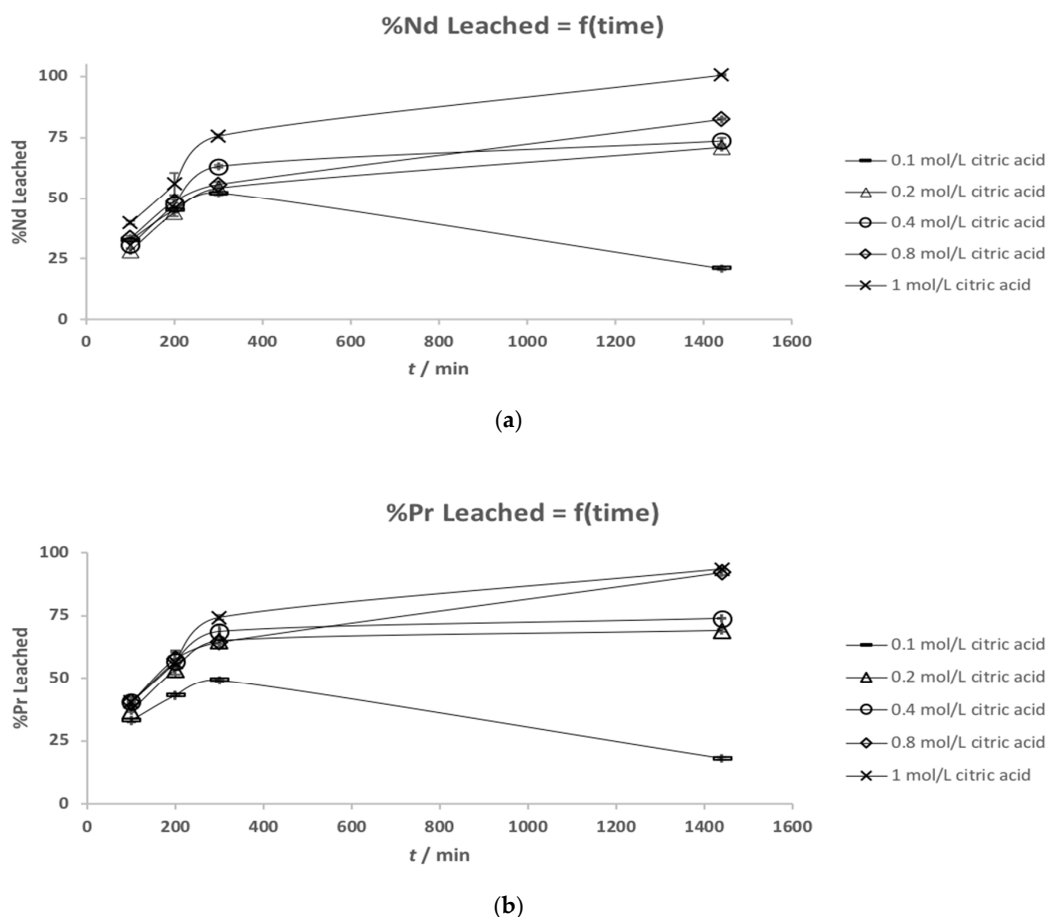 %Nd Leached = f(time)
100
75
50
25
0
%Nd Leached
0 200 400 600 800 1000 1200 1400 1600
t / min
0.1 mol/L citric acid
0.2 mol/L citric acid
0.4 mol/L citric acid
0.8 mol/L citric acid
1 mol/L citric acid
(a)
%Pr Leached = f(time)
100
75
50
25
0
%Pr Leached
0 200 400 600 800 1000 1200 1400 1600
t / min
0.1 mol/L citric acid
0.2 mol/L citric acid
0.4 mol/L citric acid
0.8 mol/L citric acid
1 mol/L citric acid
(b)